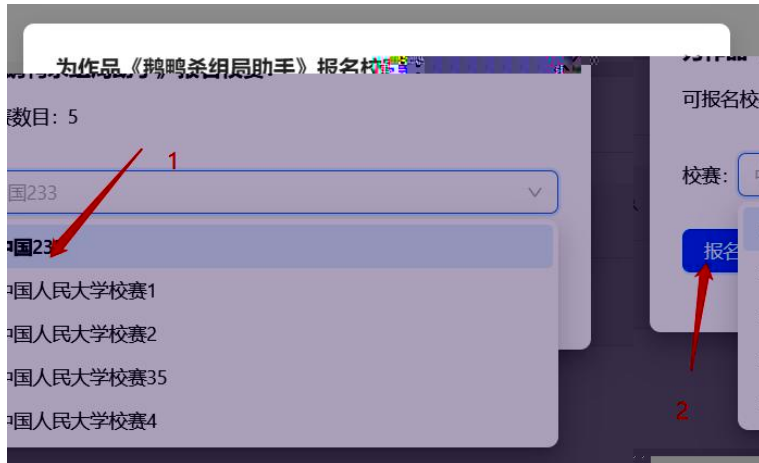 为作品《鹅鸭杀组局助手》报名校赛:
赛数目：5
1
国233
中国23
中国人民大学校赛1
中国人民大学校赛2
中国人民大学校赛35
中国人民大学校赛4
可报名校
校赛:
报名
2